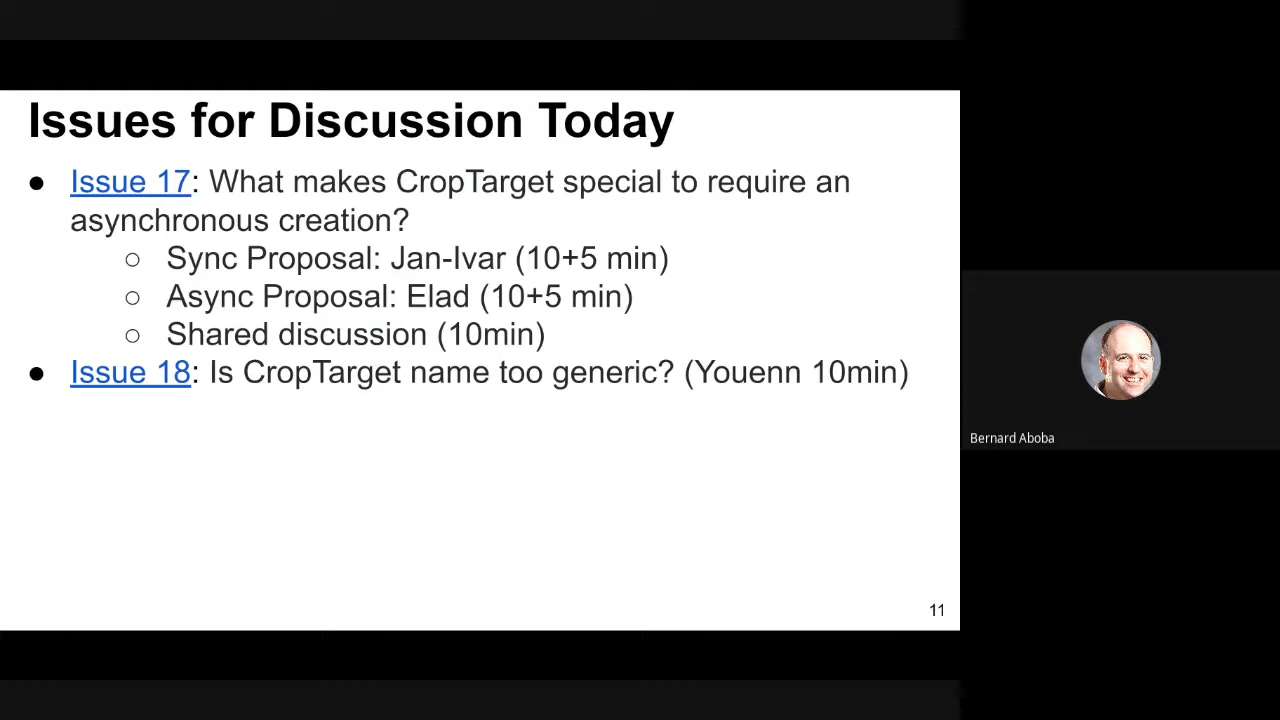 Issues for Discussion Today
● Issue 17: What makes CropTarget special to require an
asynchronous creation?
○ Sync Proposal: Jan-Ivar (10+5 min)
○ Async Proposal: Elad (10+5 min)
○ Shared discussion (10min)
● Issue 18: Is CropTarget name too generic? (Youenn 10min)
11
Bernard Aboba